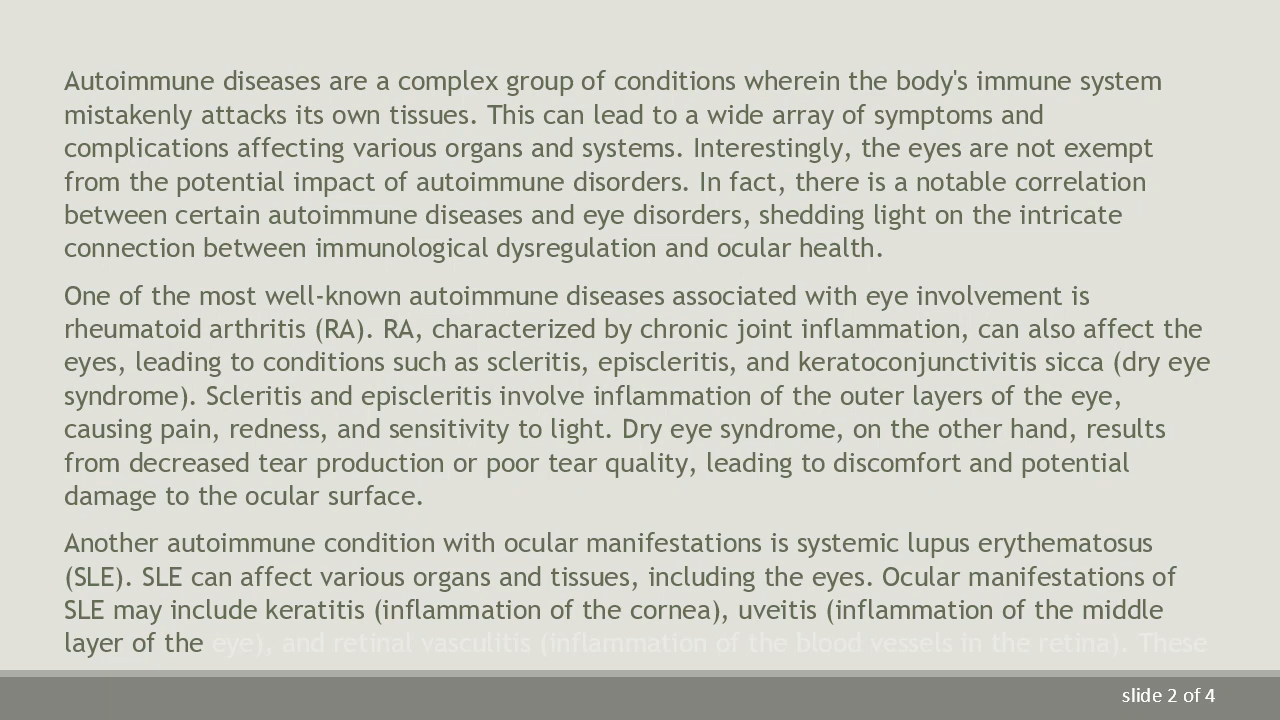 Autoimmune diseases are a complex group of conditions wherein the body's immune system
mistakenly attacks its own tissues. This can lead to a wide array of symptoms and
complications affecting various organs and systems. Interestingly, the eyes are not exempt
from the potential impact of autoimmune disorders. In fact, there is a notable correlation
between certain autoimmune diseases and eye disorders, shedding light on the intricate
connection between immunological dysregulation and ocular health.
One of the most well-known autoimmune diseases associated with eye involvement is
rheumatoid arthritis (RA). RA, characterized by chronic joint inflammation, can also affect the
eyes, leading to conditions such as scleritis, episcleritis, and keratoconjunctivitis sicca (dry eye
syndrome). Scleritis and episcleritis involve inflammation of the outer layers of the eye,
causing pain, redness, and sensitivity to light. Dry eye syndrome, on the other hand, results
from decreased tear production or poor tear quality, leading to discomfort and potential
damage to the ocular surface.
Another autoimmune condition with ocular manifestations is systemic lupus erythematosus
(SLE). SLE can affect various organs and tissues, including the eyes. Ocular manifestations of
SLE may include keratitis (inflammation of the cornea), uveitis (inflammation of the middle
layer of the eye), and retinal vasculitis (inflammation of the blood vessels in the retina). These
slide 2 of 4